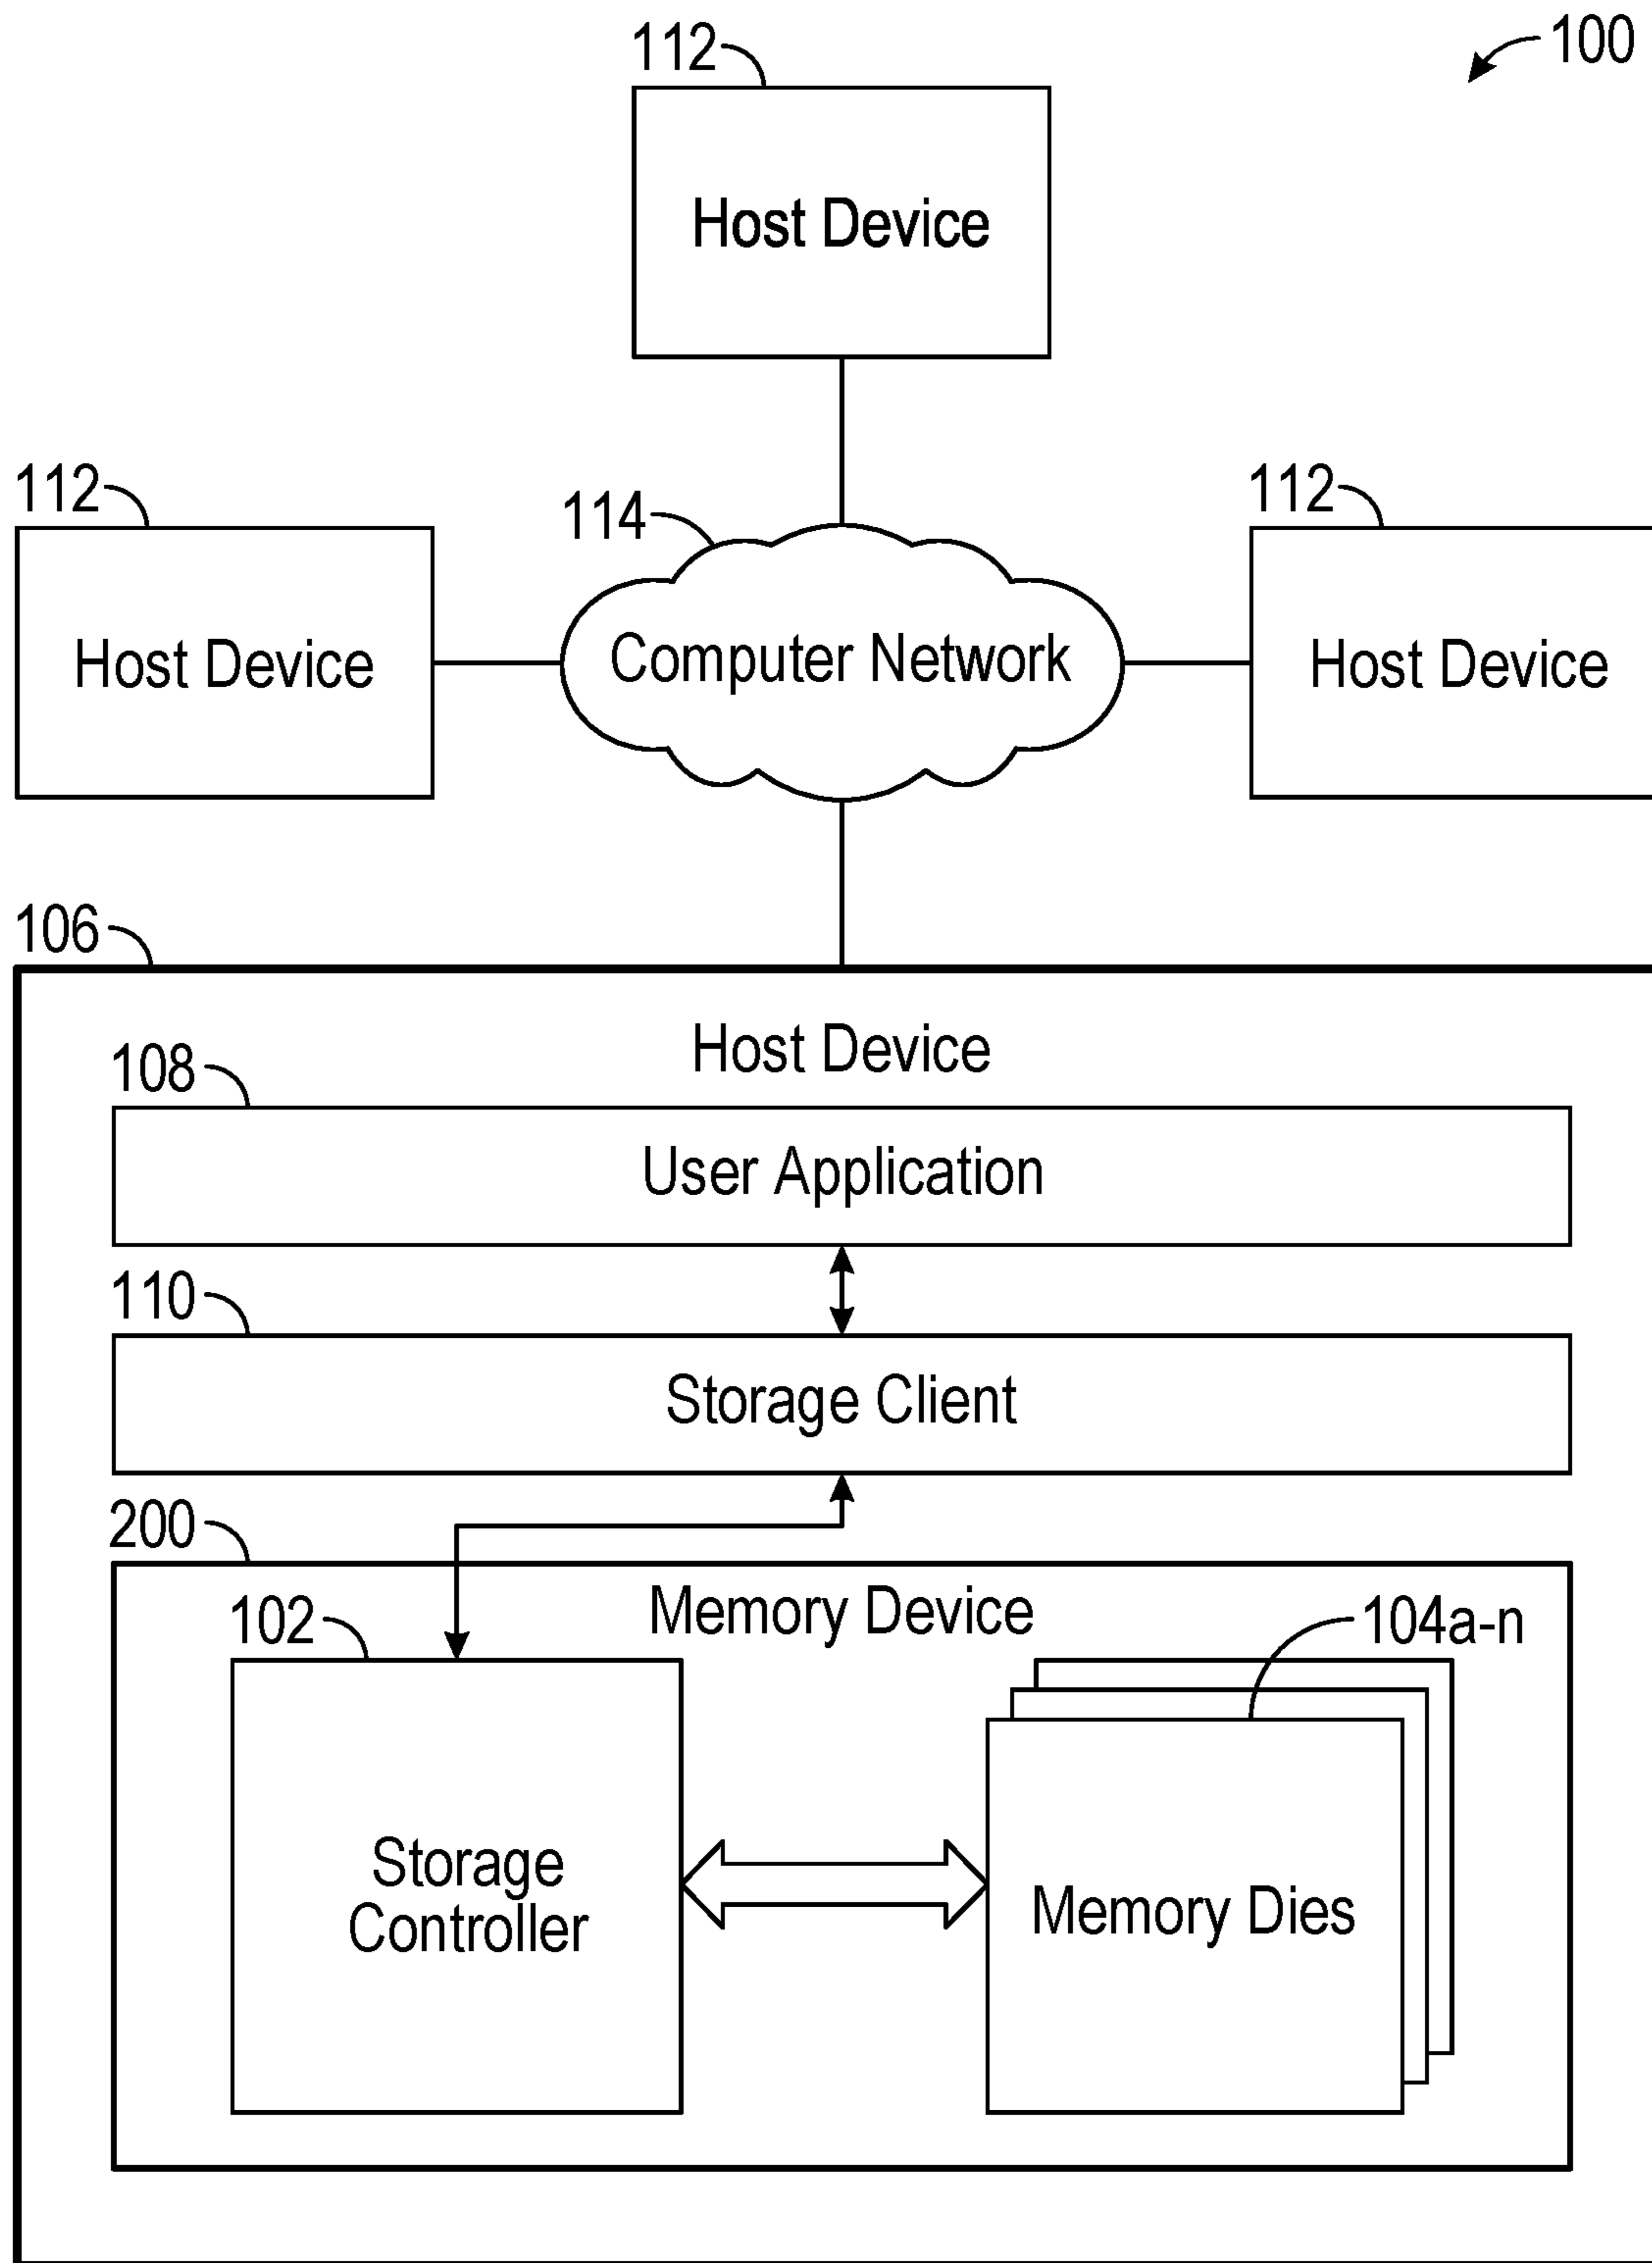 100
112
Host Device
112
114
112
Host Device
Computer Network
Host Device
106
Host Device
108
User Application
110
Storage Client
200
Memory Device
102
104a-n
Storage
Controller
Memory Dies